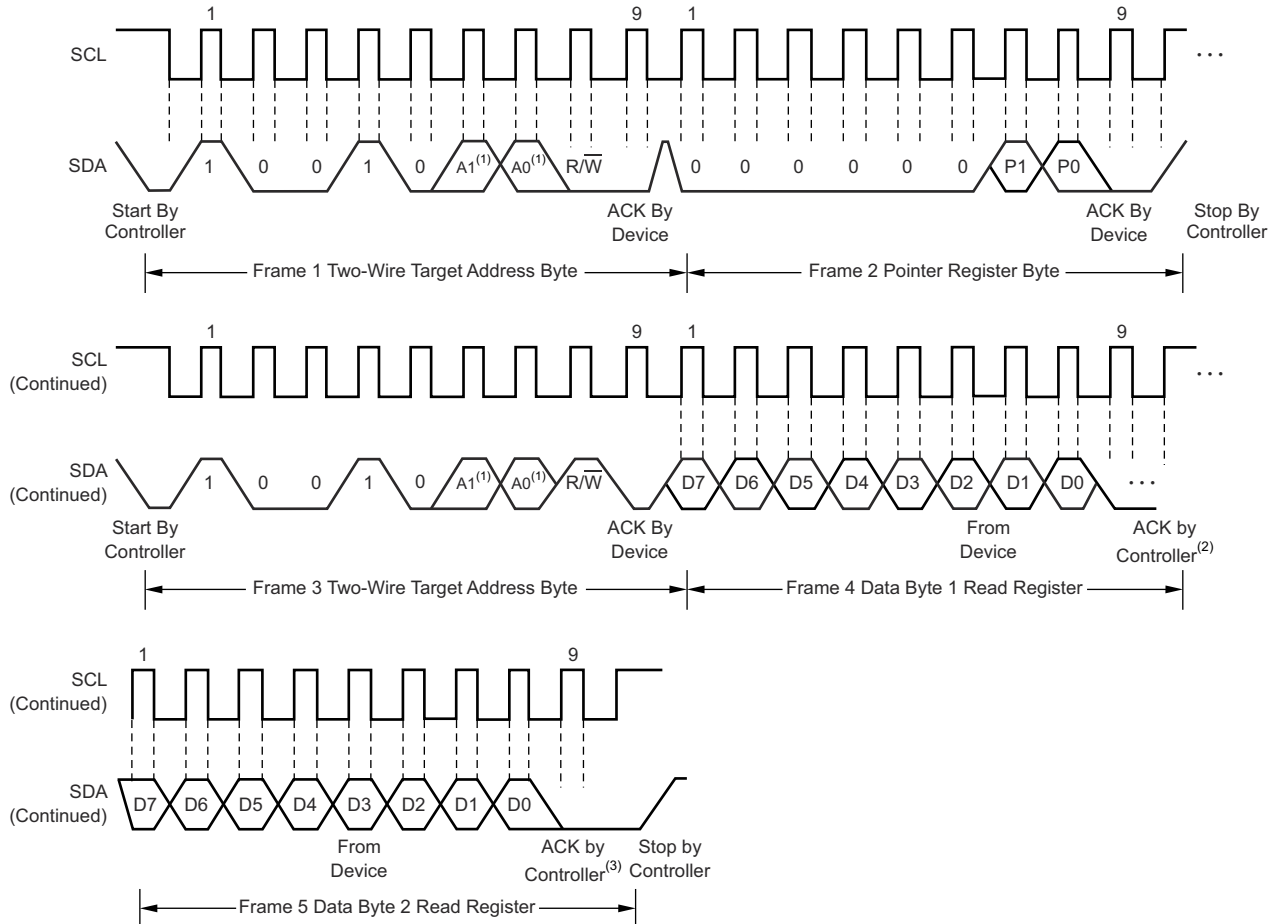 1 9 1 9
SCL ...
SDA 1 0 0 1 0 A1(1) A0(1) R/W̅ 0 0 0 0 0 0 P1 P0
Start By Controller ACK By Device ACK By Device Stop By Controller
Frame 1 Two-Wire Target Address Byte Frame 2 Pointer Register Byte
1 9 1 9
SCL (Continued) ...
SDA (Continued) 1 0 0 1 0 A1(1) A0(1) R/W̅ D7 D6 D5 D4 D3 D2 D1 D0 ...
Start By Controller ACK By Device From Device ACK by Controller(2)
Frame 3 Two-Wire Target Address Byte Frame 4 Data Byte 1 Read Register
1 9
SCL (Continued)
SDA (Continued) D7 D6 D5 D4 D3 D2 D1 D0
From Device ACK by Controller(3) Stop by Controller
Frame 5 Data Byte 2 Read Register